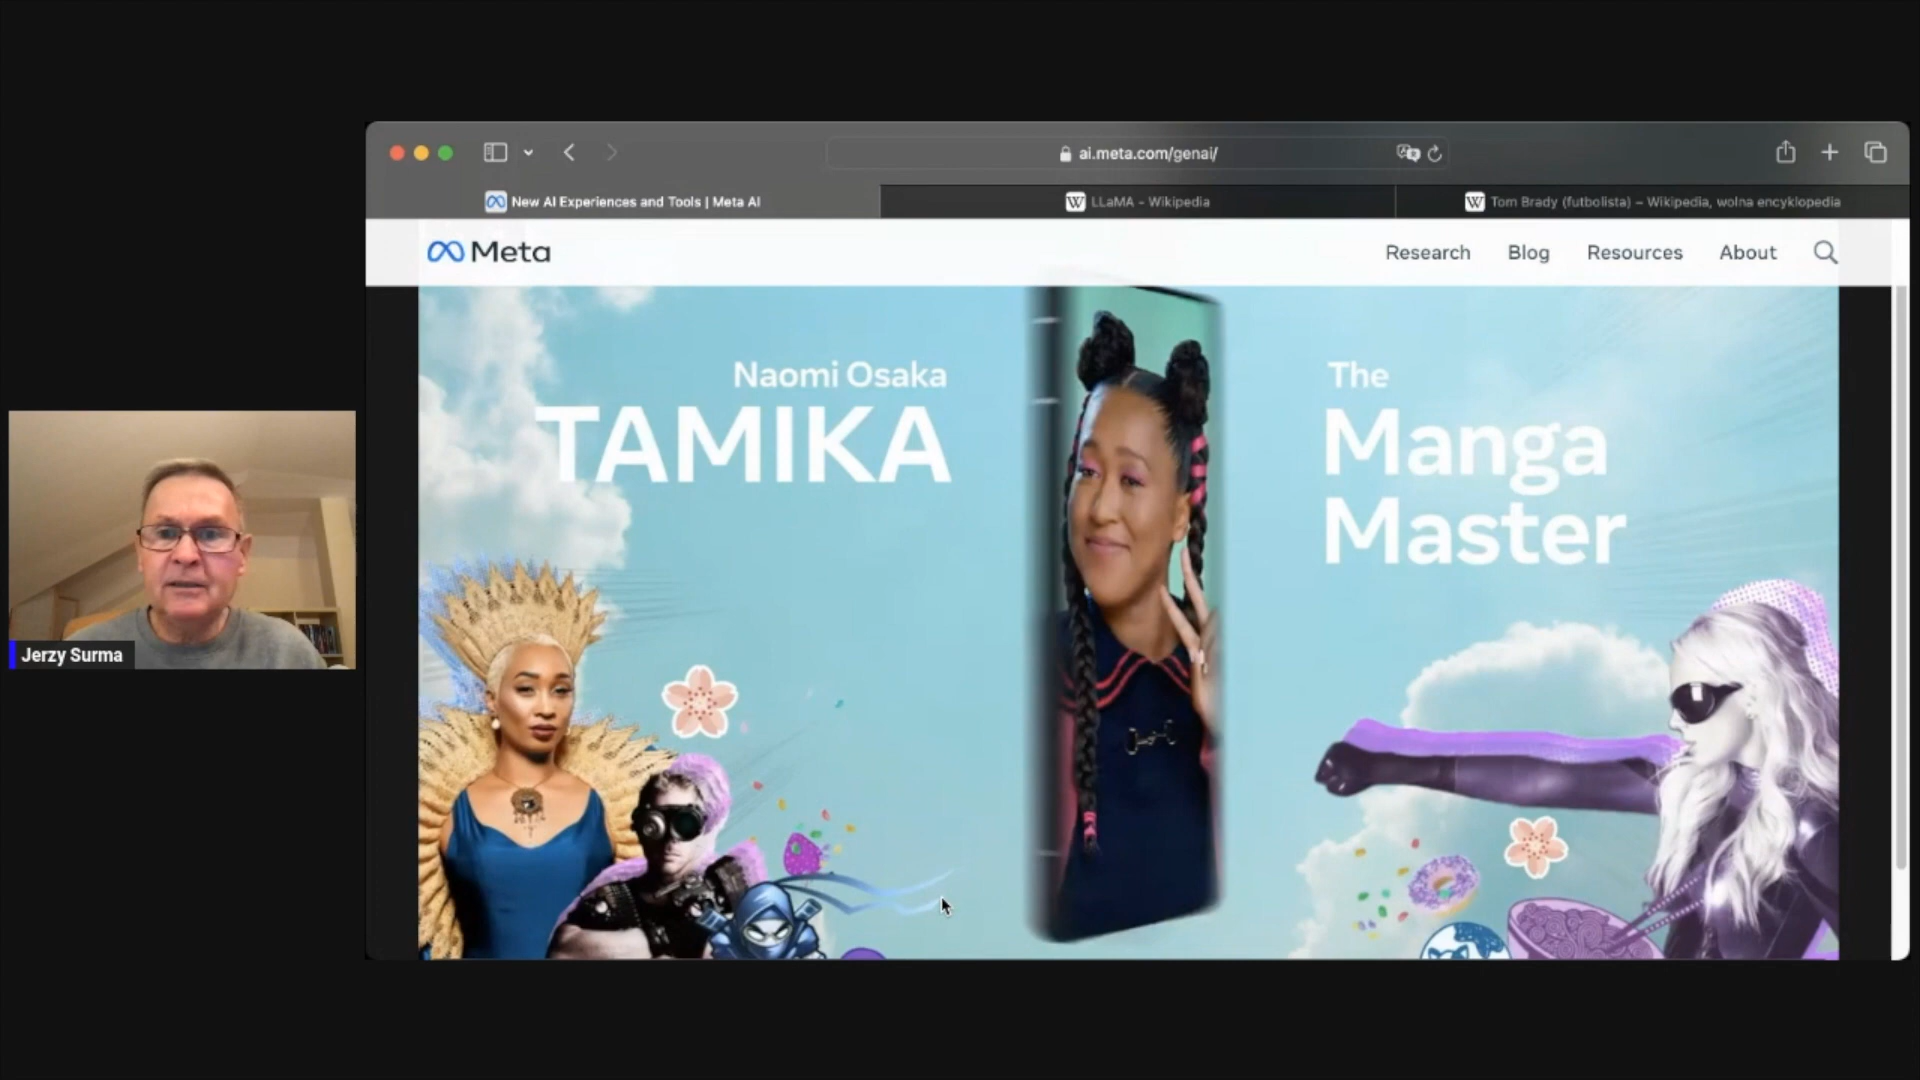 ai.meta.com/genai/
New AI Experiences and Tools | Meta AI
LLaMA - Wikipedia
Tom Brady (futbolista) – Wikipedia, wolna encyklopedia
Meta
Research Blog Resources About
Naomi Osaka
TAMIKA
The
Manga
Master
Jerzy Surma